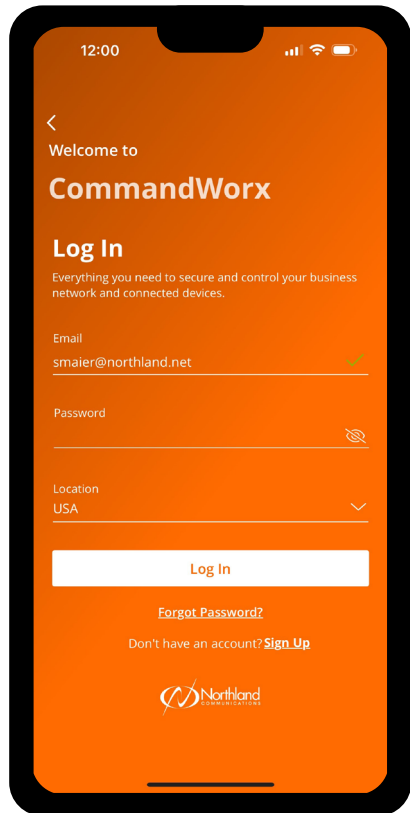 12:00
Welcome to
CommandWorx
Log In
Everything you need to secure and control your business
network and connected devices.
Email
smaier@northland.net
Password
Location
USA
Log In
Forgot Password?
Don't have an account? Sign Up
Northland
COMMUNICATIONS